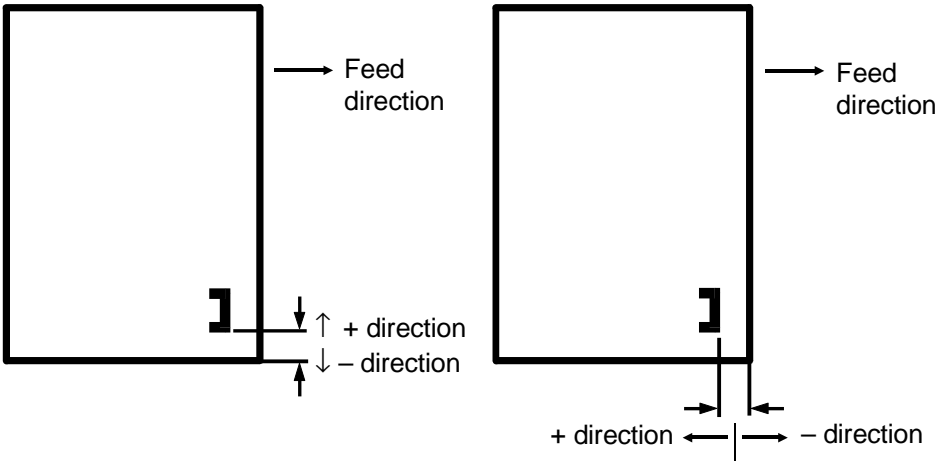 Feed
direction
Feed
direction
↑ + direction
↓ – direction
+ direction
– direction